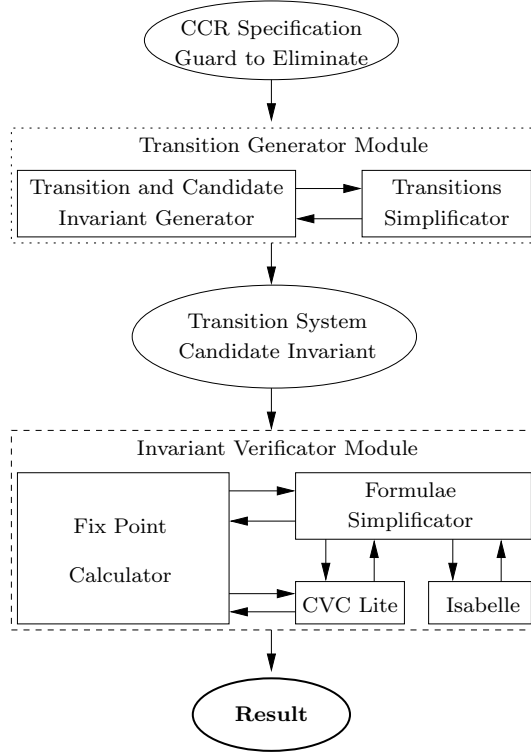 CCR Specification
Guard to Eliminate
Transition Generator Module
Transition and Candidate
Invariant Generator
Transitions
Simplificator
Transition System
Candidate Invariant
Invariant Verificator Module
Fix Point
Calculator
Formulae
Simplificator
CVC Lite
Isabelle
Result